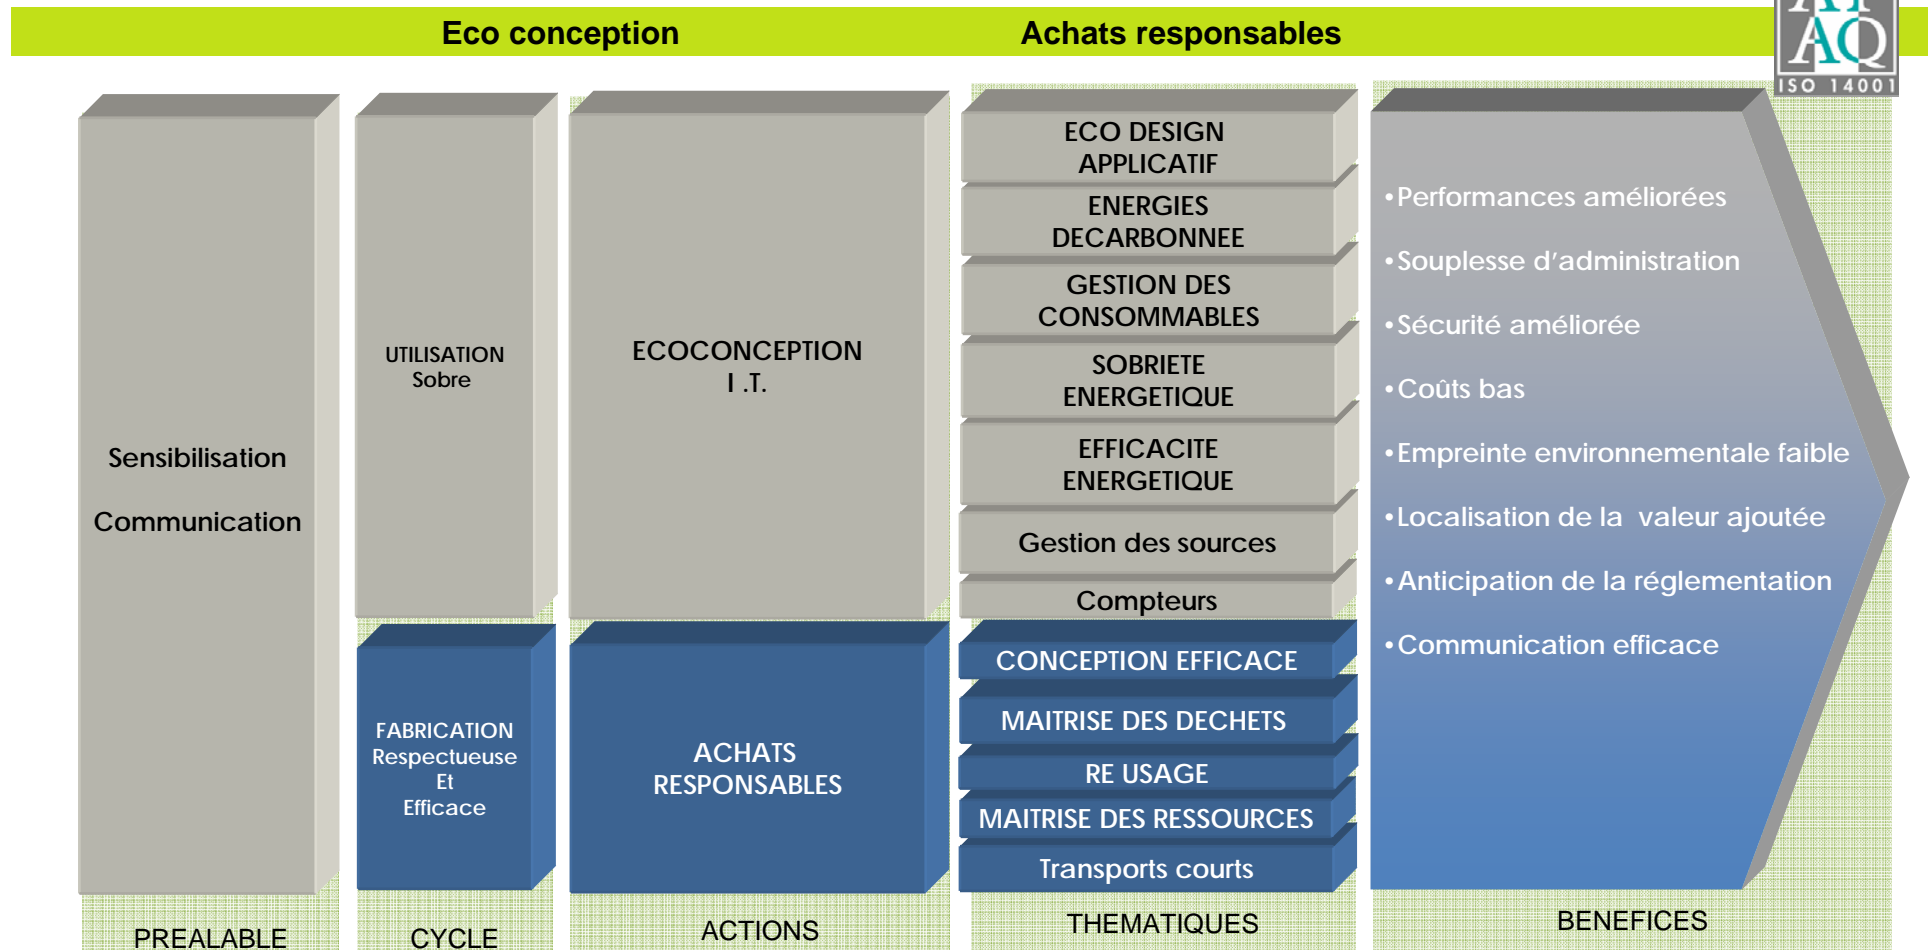 Eco conception
Achats responsables
AQ
ISO 14001
Sensibilisation
Communication
PREALABLE
UTILISATION
Sobre
FABRICATION
Respectueuse
Et
Efficace
CYCLE
ECOCONCEPTION
I .T.
ACHATS
RESPONSABLES
ACTIONS
ECO DESIGN
APPLICATIF
ENERGIES
DECARBONNEE
GESTION DES
CONSOMMABLES
SOBRIETE
ENERGETIQUE
EFFICACITE
ENERGETIQUE
Gestion des sources
Compteurs
CONCEPTION EFFICACE
MAITRISE DES DECHETS
RE USAGE
MAITRISE DES RESSOURCES
Transports courts
THEMATIQUES
•Performances améliorées
•Souplesse d’administration
•Sécurité améliorée
•Coûts bas
•Empreinte environnementale faible
•Localisation de la  valeur ajoutée
•Anticipation de la réglementation
•Communication efficace
BENEFICES